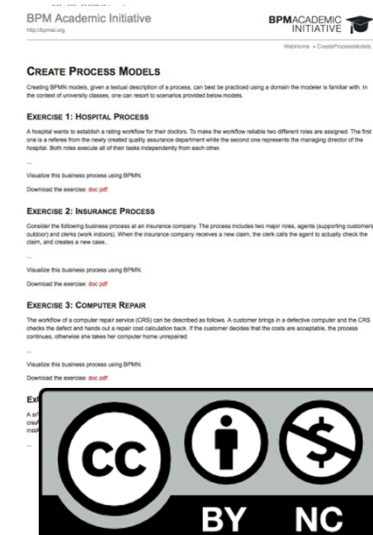 BPM Academic Initiative
http://bpmai.org
BPMACADEMIC
INITIATIVE
WebHome » CreateProcessModels
CREATE PROCESS MODELS
Creating BPMN models, given a textual description of a process, can best be practiced using a domain the modeler is familiar with. In
the context of university classes, one can resort to scenarios provided below.models.
EXERCISE 1: HOSPITAL PROCESS
A hospital wants to establish a rating workflow for their doctors. To make the workflow reliable two different roles are assigned. The first
one is a referee from the newly created quality assurance department while the second one represents the managing director of the
hospital. Both roles execute all of their tasks independently from each other.
...
Visualize this business process using BPMN.
Download the exercise: doc pdf
EXERCISE 2: INSURANCE PROCESS
Consider the following business process at an insurance company. The process includes two major roles, agents (supporting customers
outdoor) and clerks (work indoors). When the insurance company receives a new claim, the clerk calls the agent to actually check the
claim, and creates a new case..
...
Visualize this business process using BPMN.
Download the exercise: doc pdf
EXERCISE 3: COMPUTER REPAIR
The workflow of a computer repair service (CRS) can be described as follows. A customer brings in a defective computer and the CRS
checks the defect and hands out a repair cost calculation back. If the customer decides that the costs are acceptable, the process
continues, otherwise she takes her computer home unrepaired.
...
Visualize this business process using BPMN.
Download the exercise: doc pdf
...
CC
BY NC